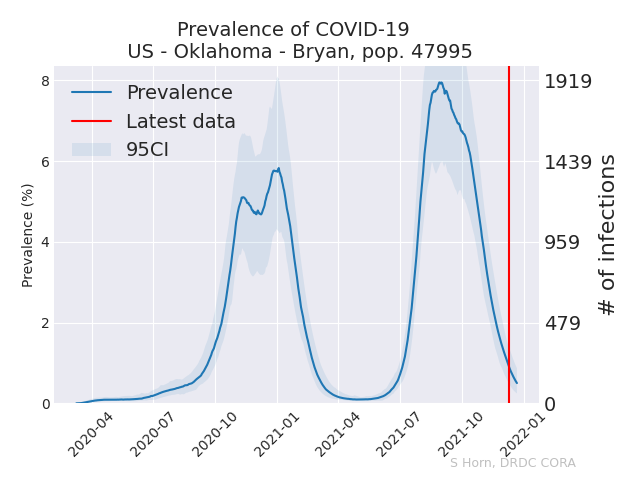 Prevalence of COVID-19
US - Oklahoma - Bryan, pop. 47995
Prevalence
Latest data
95CI
Prevalence (%)
8
6
4
2
0
1919
1439
959
479
0
# of infections
2020-04
2020-07
2020-10
2021-01
2021-04
2021-07
2021-10
2022-01
S Horn, DRDC CORA